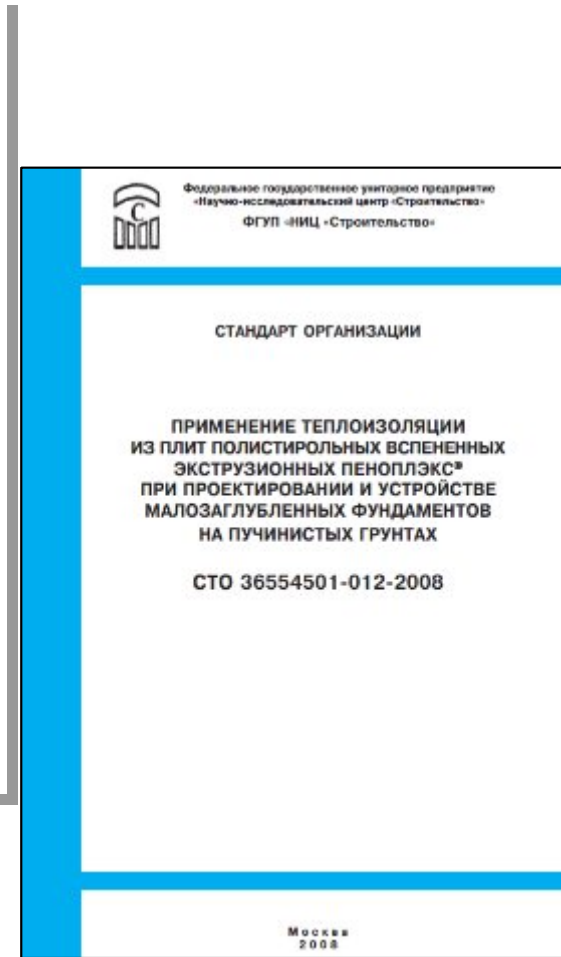 Федеральное государственное унитарное предприятие
«Научно-исследовательский центр «Строительство»
ФГУП «НИЦ «Строительство»
С
СТАНДАРТ ОРГАНИЗАЦИИ
ПРИМЕНЕНИЕ ТЕПЛОИЗОЛЯЦИИ
ИЗ ПЛИТ ПОЛИСТИРОЛЬНЫХ ВСПЕНЕННЫХ
ЭКСТРУЗИОННЫХ ПЕНОПЛЭКС®
ПРИ ПРОЕКТИРОВАНИИ И УСТРОЙСТВЕ
МАЛОЗАГЛУБЛЕННЫХ ФУНДАМЕНТОВ
НА ПУЧИНИСТЫХ ГРУНТАХ
СТО 36554501-012-2008
Москва
2008